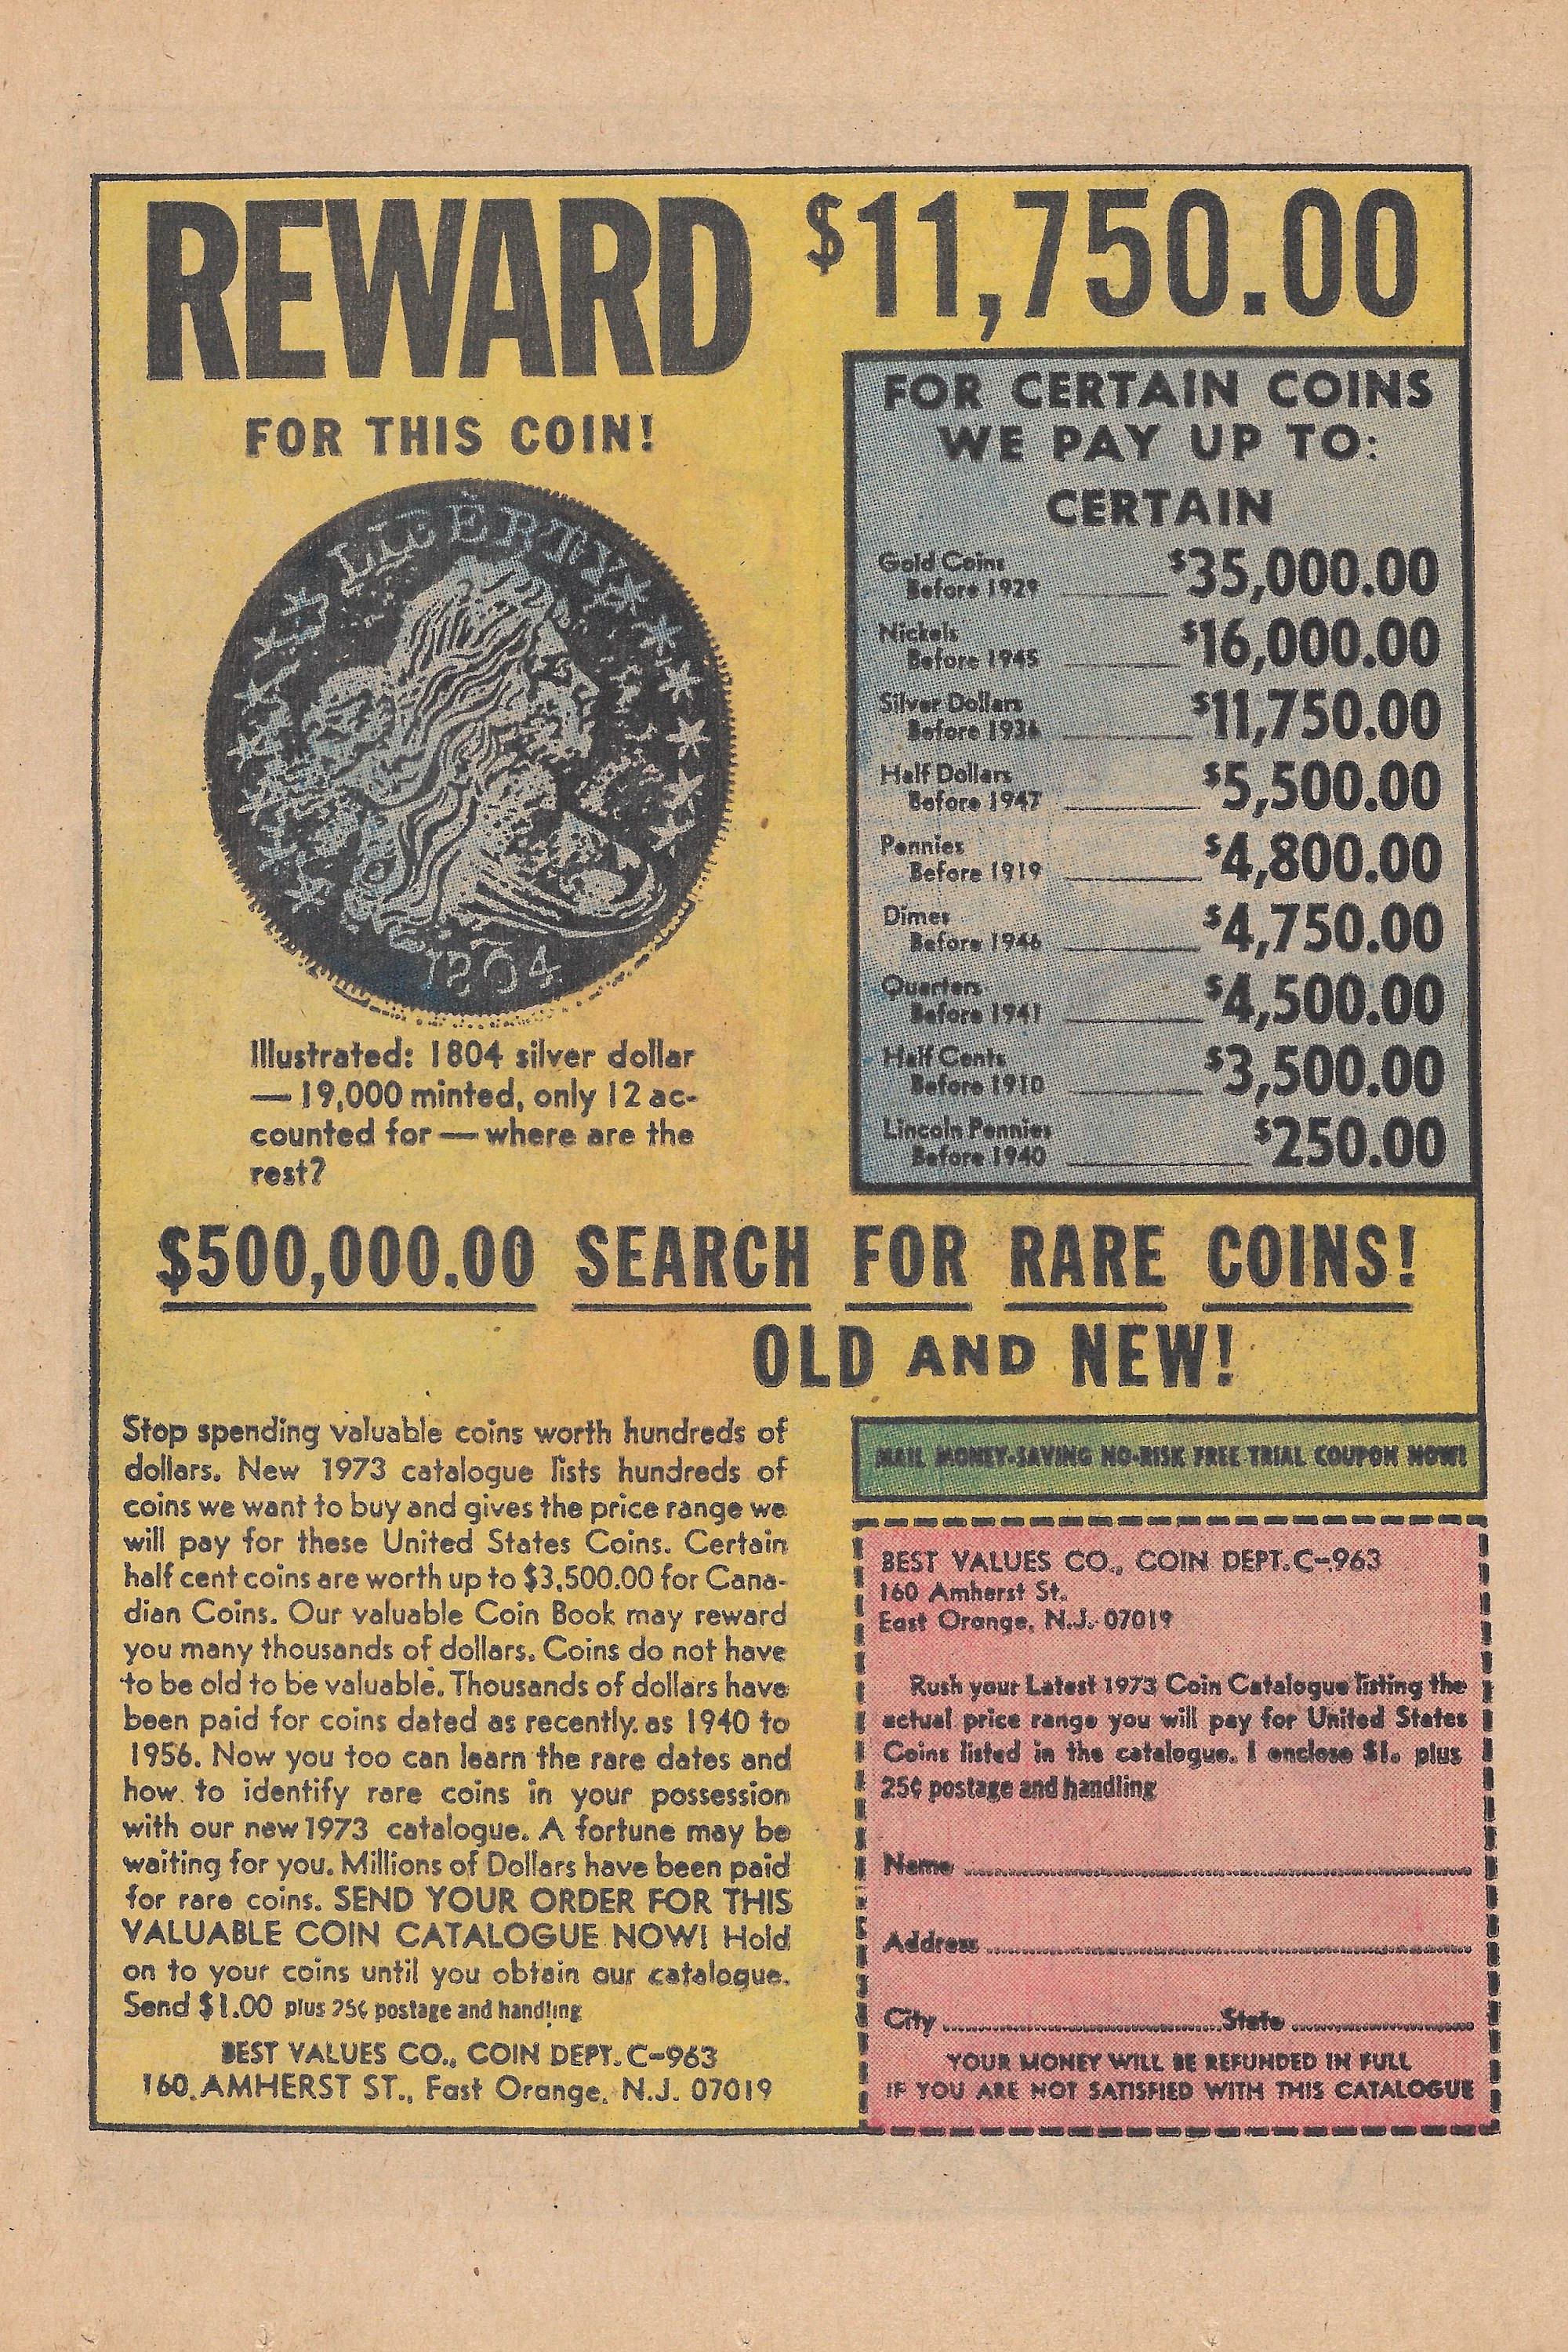 REWARD $11,750.00
FOR THIS COIN!
LIBERTY
1804
Illustrated: 1804 silver dollar
— 19,000 minted, only 12 ac-
counted for — where are the
rest?
FOR CERTAIN COINS
WE PAY UP TO:
CERTAIN
Gold Coins
Before 1929 $35,000.00
Nickels
Before 1945 $16,000.00
Silver Dollars
Before 1936 $11,750.00
Half Dollars
Before 1947 $5,500.00
Pennies
Before 1919 $4,800.00
Dimes
Before 1946 $4,750.00
Quarters
Before 1941 $4,500.00
Half Cents
Before 1910 $3,500.00
Lincoln Pennies
Before 1940 $250.00
$500,000.00 SEARCH FOR RARE COINS!
OLD AND NEW!
Stop spending valuable coins worth hundreds of
dollars. New 1973 catalogue lists hundreds of
coins we want to buy and gives the price range we
will pay for these United States Coins. Certain
half cent coins are worth up to $3,500.00 for Cana-
dian Coins. Our valuable Coin Book may reward
you many thousands of dollars. Coins do not have
to be old to be valuable. Thousands of dollars have
been paid for coins dated as recently as 1940 to
1956. Now you too can learn the rare dates and
how to identify rare coins in your possession
with our new 1973 catalogue. A fortune may be
waiting for you. Millions of Dollars have been paid
for rare coins. SEND YOUR ORDER FOR THIS
VALUABLE COIN CATALOGUE NOW! Hold
on to your coins until you obtain our catalogue.
Send $1.00 plus 25¢ postage and handling
BEST VALUES CO., COIN DEPT. C-963
160 AMHERST ST., East Orange, N.J. 07019
MAIL MONEY-SAVING NO-RISK FREE TRIAL COUPON NOW!
BEST VALUES CO., COIN DEPT. C-963
160 Amherst St.
East Orange, N.J. 07019
Rush your Latest 1973 Coin Catalogue listing the
actual price range you will pay for United States
Coins listed in the catalogue. I enclose $1. plus
25¢ postage and handling
Name
Address
City State
YOUR MONEY WILL BE REFUNDED IN FULL
IF YOU ARE NOT SATISFIED WITH THIS CATALOGUE